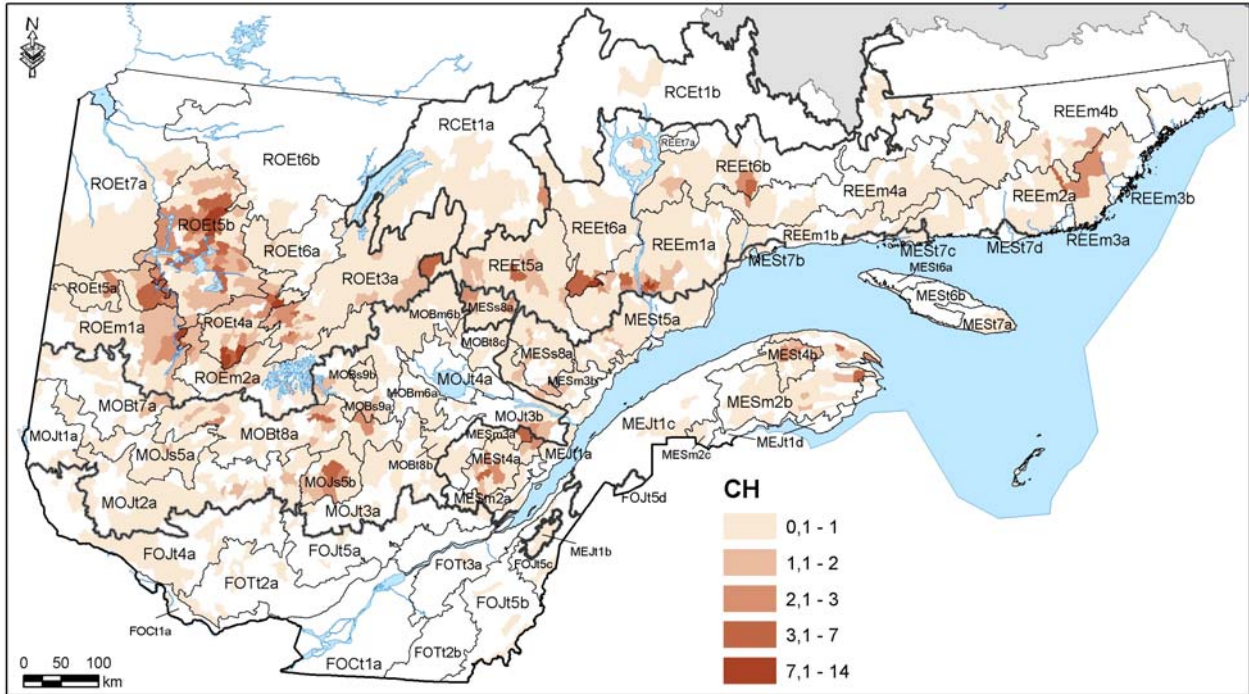 N
RCEt1b
RCEt1a
REEm4b
REEt7a
ROEt6b
REEt6b
ROEt7a
REEm4a
REEm2a
REEm3b
ROEt5b
REEt6a
REEm1a
REEm1b
MESt7c
MESt7d
REEm3a
ROEt6a
MESt7b
REEt5a
ROEt3a
MESt6a
ROEt5a
MESt6b
MOBm6b
MESs8a
MESt5a
MESt7a
ROEm1a
ROEt4a
MOBt8c
MESs8a
MESt4b
ROEm2a
MOBs9b
MOJt4a
MESm3b
MOBm6a
MESm2b
MOBt7a
MOBs9a
MOJt3b
MEJt1c
MOJt1a
MOBt8a
MESm3a
MEJt1d
MOJs5a
MEJt1a
MESm2c
MESt4a
MOBt8b
MOJs5b
FOJt5d
MOJt2a
MESm2a
MOJt3a
FOJt4a
FOJt5a
MEJt1b
FOTt3a
FOJt5c
FOTt2a
FOJt5b
FOCt1a
FOTt2b
FOCt1a
CH
0,1 - 1
1,1 - 2
2,1 - 3
3,1 - 7
7,1 - 14
0 50 100
km